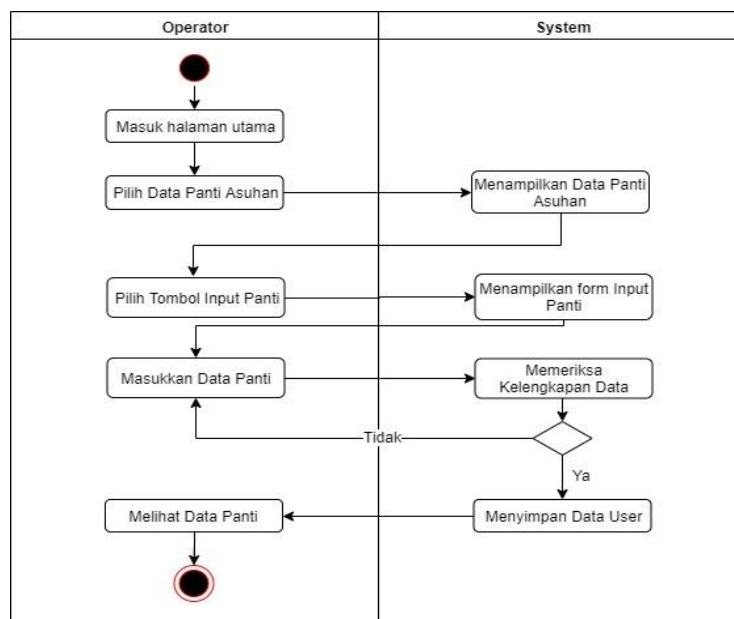 Operator
System
Masuk halaman utama
Pilih Data Panti Asuhan
Menampilkan Data Panti
Asuhan
Pilih Tombol Input Panti
Menampilkan form Input
Panti
Masukkan Data Panti
Memeriksa
Kelengkapan Data
Tidak
Ya
Melihat Data Panti
Menyimpan Data User